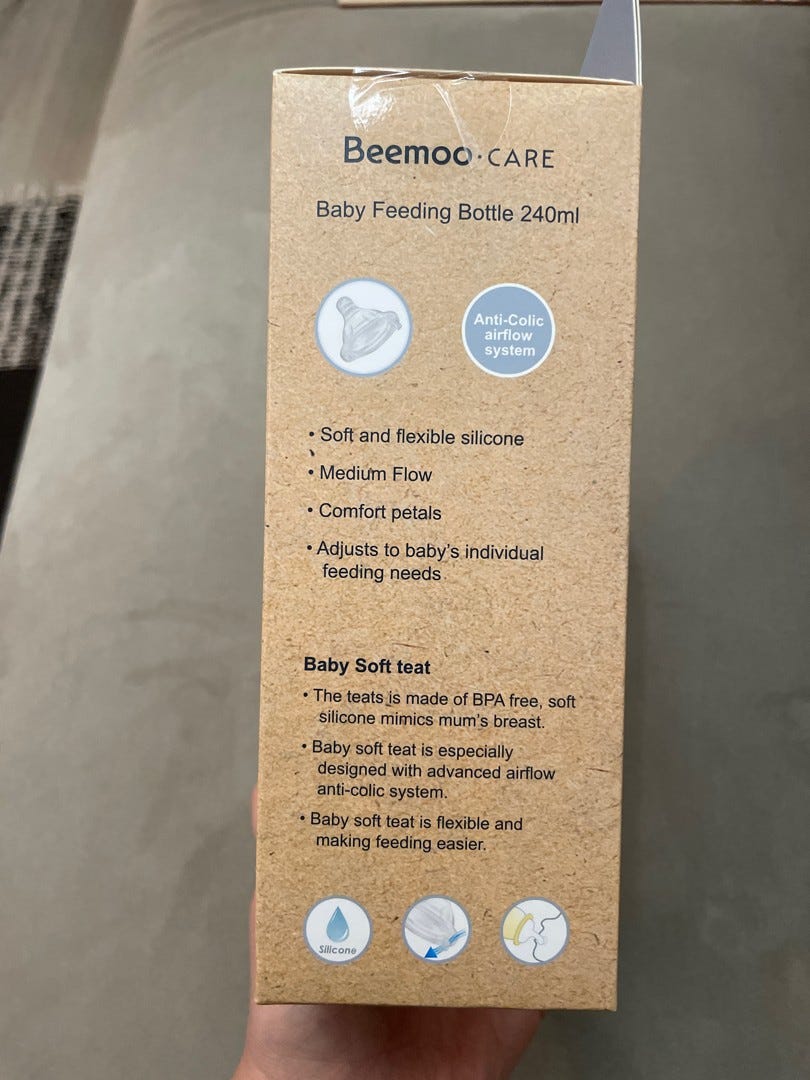 Beemoo·CARE
Baby Feeding Bottle 240ml
Anti-Colic
airflow
system
• Soft and flexible silicone
• Medium Flow
• Comfort petals
• Adjusts to baby's individual
feeding needs
Baby Soft teat
• The teats is made of BPA free, soft
silicone mimics mum's breast.
• Baby soft teat is especially
designed with advanced airflow
anti-colic system.
• Baby soft teat is flexible and
making feeding easier.
Silicone